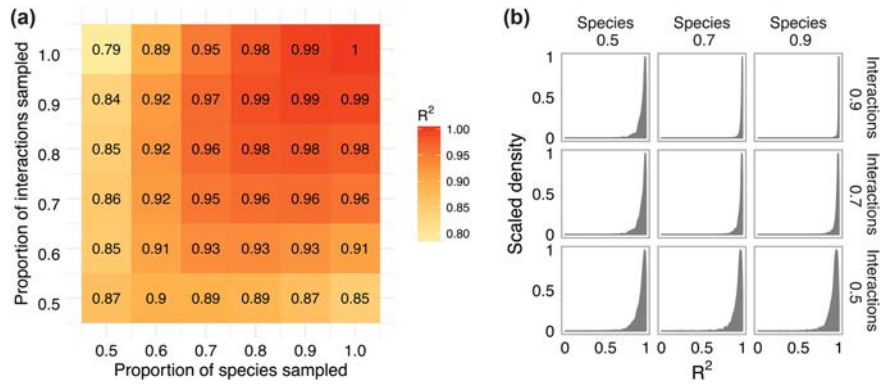 (a)
Proportion of interactions sampled
1.0 0.79 0.89 0.95 0.98 0.99 1
0.9 0.84 0.92 0.97 0.99 0.99 0.99
0.8 0.85 0.92 0.96 0.98 0.98 0.98
0.7 0.86 0.92 0.95 0.96 0.96 0.96
0.6 0.85 0.91 0.93 0.93 0.93 0.91
0.5 0.87 0.9 0.89 0.89 0.87 0.85
0.5 0.6 0.7 0.8 0.9 1.0
Proportion of species sampled
R²
1.00
0.95
0.90
0.85
0.80
(b)
Species Species Species
0.5 0.7 0.9
Scaled density
1
0.5
0
1
0.5
0
1
0.5
0
Interactions
0.9
Interactions
0.7
Interactions
0.5
0 0.5 1 0 0.5 1 0 0.5 1
R²